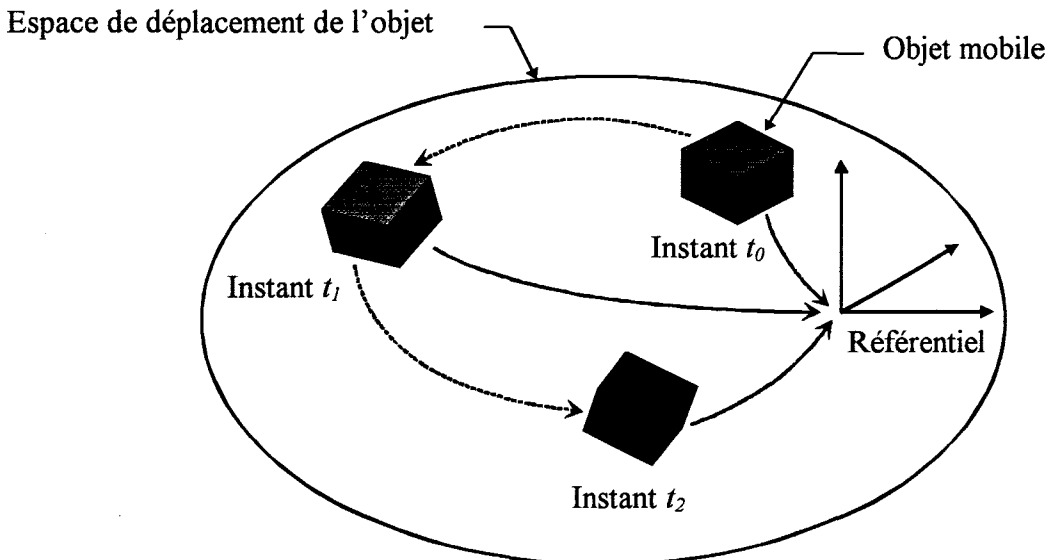 Espace de déplacement de l'objet
Objet mobile
Instant t0
Instant t1
Référentiel
Instant t2